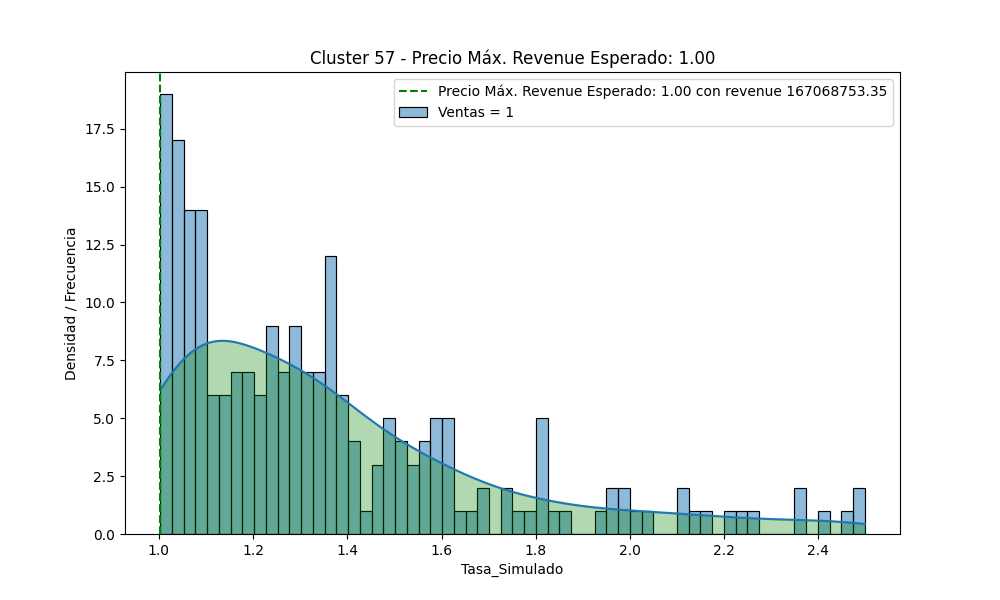 Cluster 57 - Precio Máx. Revenue Esperado: 1.00
Precio Máx. Revenue Esperado: 1.00 con revenue 167068753.35
Ventas = 1
Densidad / Frecuencia
17.5
15.0
12.5
10.0
7.5
5.0
2.5
0.0
1.0 1.2 1.4 1.6 1.8 2.0 2.2 2.4
Tasa_Simulado